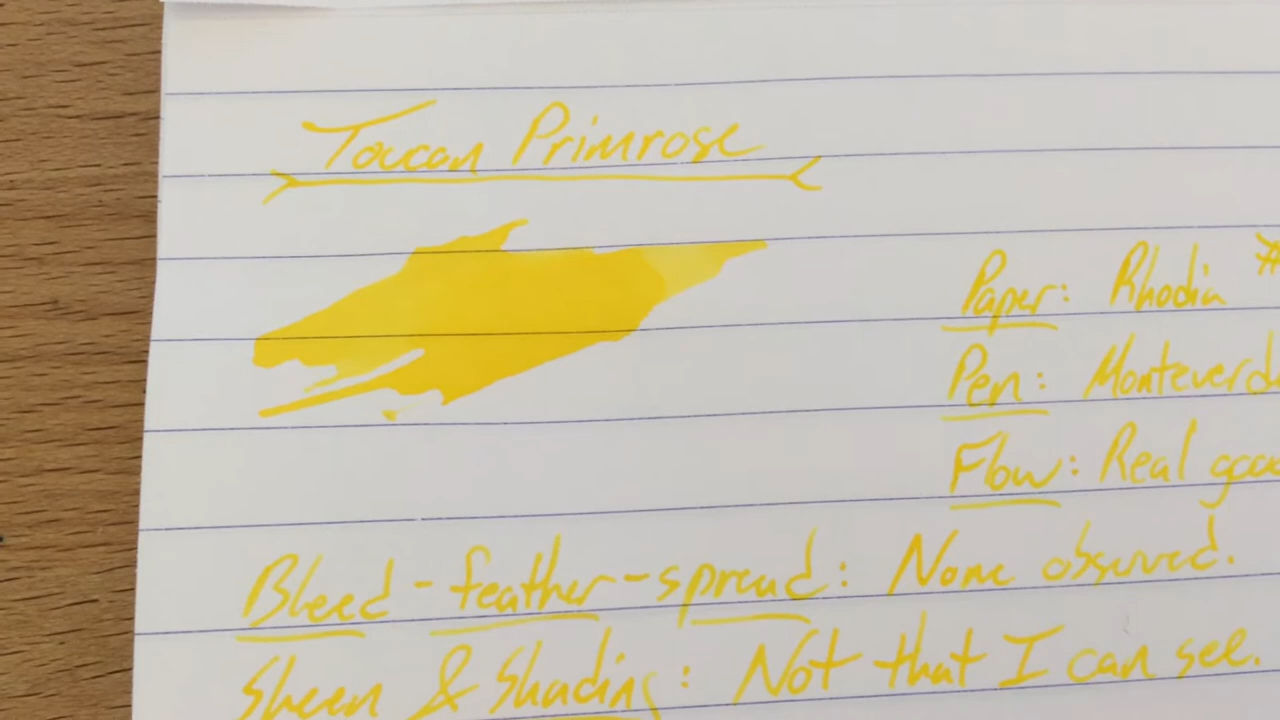 Toucan Primrose
Paper: Rhodia #
Pen: Monteverd
Flow: Real goo
Bleed-feather-spread: None observed.
Sheen & Shading: Not that I can see.